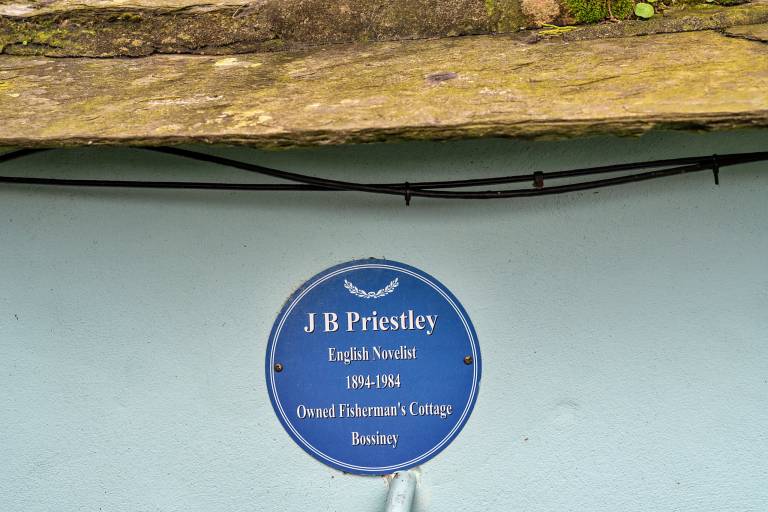 J B Priestley
English Novelist
1894-1984
Owned Fisherman's Cottage
Bossiney